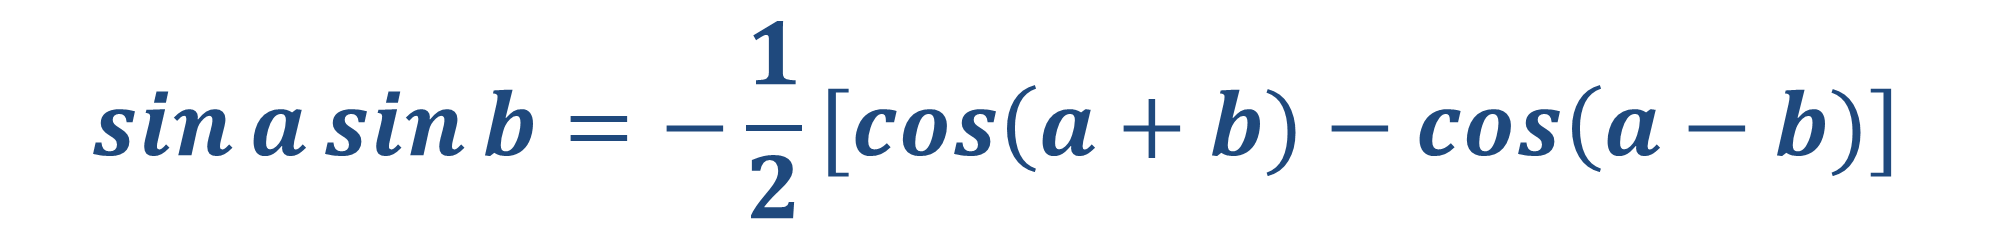 sin a sin b = −1/2[cos(a + b) − cos(a − b)]